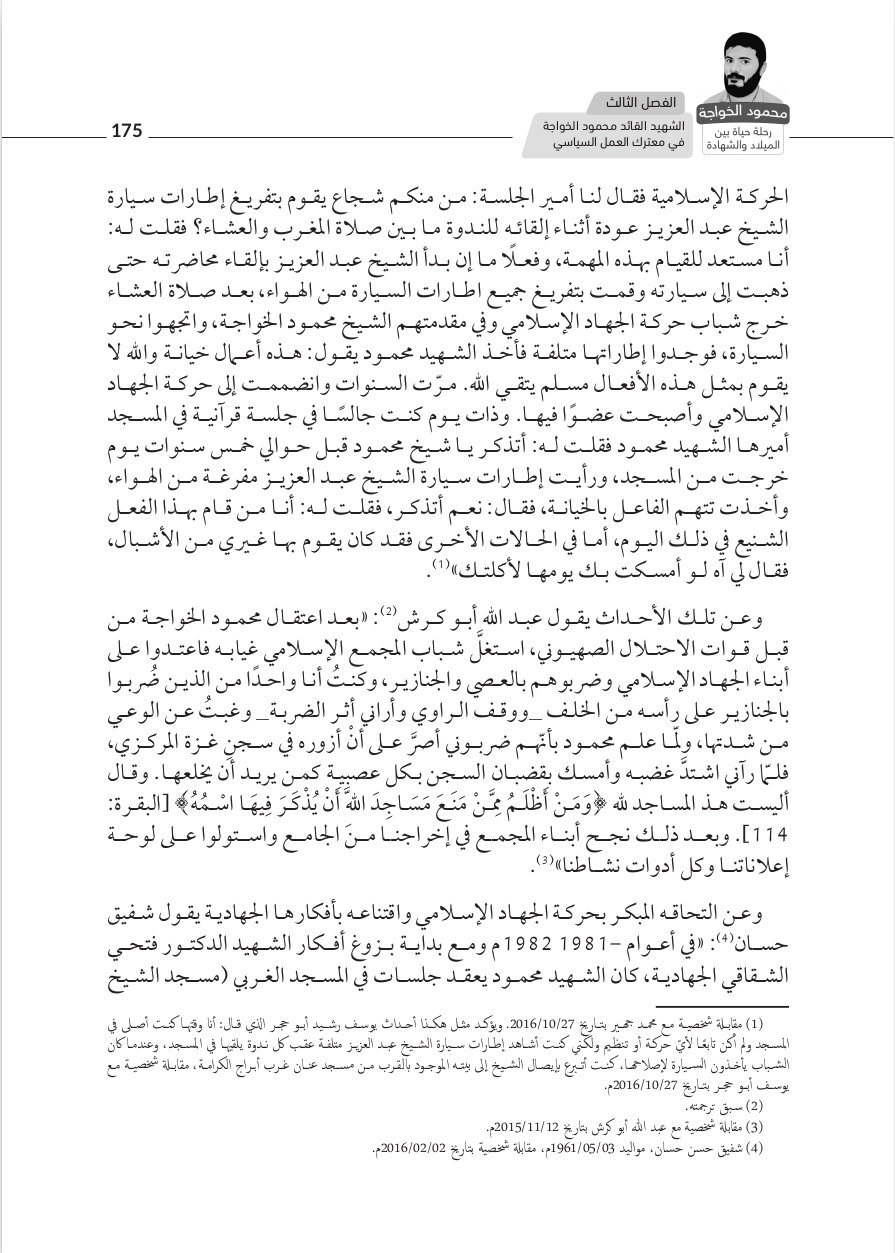 محمود الخواجة
رحلة حياة بين
الميلاد والشهادة
الفصل الثالث
الشهيد القائد محمود الخواجة
في معترك العمل السياسي
175
الحركة الإسلامية فقال لنا أمير الجلسة: من منكم شجاع يقوم بتفريغ إطارات سيارة
الشيخ عبد العزيز عودة أثناء إلقائه للندوة ما بين صلاة المغرب والعشاء؟ فقلت له:
أنا مستعد للقيام بهذه المهمة، وفعلًا ما إن بدأ الشيخ عبد العزيز بإلقاء محاضرته حتى
ذهبت إلى سيارته وقمت بتفريغ جميع اطارات السيارة من الهواء، بعد صلاة العشاء
خرج شباب حركة الجهاد الإسلامي وفي مقدمتهم الشيخ محمود الخواجة، واتجهوا نحو
السيارة، فوجدوا إطاراتها متلفة فأخذ الشهيد محمود يقول: هذه أعمال خيانة والله لا
يقوم بمثل هذه الأفعال مسلم يتقي الله. مرّت السنوات وانضممت إلى حركة الجهاد
الإسلامي وأصبحت عضوًا فيها. وذات يوم كنت جالسًا في جلسة قرآنية في المسجد
أميرها الشهيد محمود فقلت له: أتذكر يا شيخ محمود قبل حوالي خمس سنوات يوم
خرجت من المسجد، ورأيت إطارات سيارة الشيخ عبد العزيز مفرغة من الهواء،
وأخذت تتهم الفاعل بالخيانة، فقال: نعم أتذكر، فقلت له: أنا من قام بهذا الفعل
الشنيع في ذلك اليوم، أما في الحالات الأخرى فقد كان يقوم بها غيري من الأشبال،
فقال لي آه لو أمسكت بك يومها لأكلتك»(1).
وعن تلك الأحداث يقول عبد الله أبو كرش(2): «بعد اعتقال محمود الخواجة من
قبل قوات الاحتلال الصهيوني، استغلَّ شباب المجمع الإسلامي غيابه فاعتدوا على
أبناء الجهاد الإسلامي وضربوهم بالعصي والجنازير، وكنتُ أنا واحدًا من الذين ضُربوا
بالجنازير على رأسه من الخلف _ووقف الراوي وأراني أثر الضربة_ وغبتُ عن الوعي
من شدتها، ولمّا علم محمود بأنّهم ضربوني أصرَّ على أنْ أزوره في سجنِ غزة المركزي،
فلمّا رآني اشتدَّ غضبه وأمسك بقضبان السجن بكل عصبية كمن يريد أن يخلعها. وقال
أليست هذ المساجد لله ﴿وَمَنْ أَظْلَمُ مِمَّنْ مَنَعَ مَسَاجِدَ اللهَّ أَنْ يُذْكَرَ فِيهَا اسْمُهُ﴾ [البقرة:
114]. وبعد ذلك نجح أبناء المجمع في إخراجنا منَ الجامع واستولوا على لوحة
إعلاناتنا وكل أدوات نشاطنا»(3).
وعن التحاقه المبكر بحركة الجهاد الإسلامي واقتناعه بأفكارها الجهادية يقول شفيق
حسان(4): «في أعوام –1981 1982م ومع بداية بزوغ أفكار الشهيد الدكتور فتحي
الشقاقي الجهادية، كان الشهيد محمود يعقد جلسات في المسجد الغربي (مسجد الشيخ
(1) مقابلة شخصية مع محمد جمعير بتاريخ 2016/10/27. ويؤكد مثل هكذا أحداث يوسف رشيد أبو حجر الذي قال: أنا وقتها كنت أصلى في
المسجد ولم أكن تابعًا لأيّ حركة أو تنظيم ولكنّي كنت أشاهد إطارات سيارة الشيخ عبد العزيز متلفة عقب كل ندوة يلقيها في المسجد، وعندما كان
الشباب يأخذون السيارة لإصلاحها، كنت أتبرع بإيصال الشيخ إلى بيته الموجود بالقرب من مسجد عنان غرب أبراج الكرامة، مقابلة شخصية مع
يوسف أبو حجر بتاريخ 2016/10/27م.
(2) سبق ترجمته.
(3) مقابلة شخصية مع عبد الله أبو كرش بتاريخ 2015/11/12م.
(4) شفيق حسن حسان، مواليد 1961/05/03م، مقابلة شخصية بتاريخ 2016/02/02م.